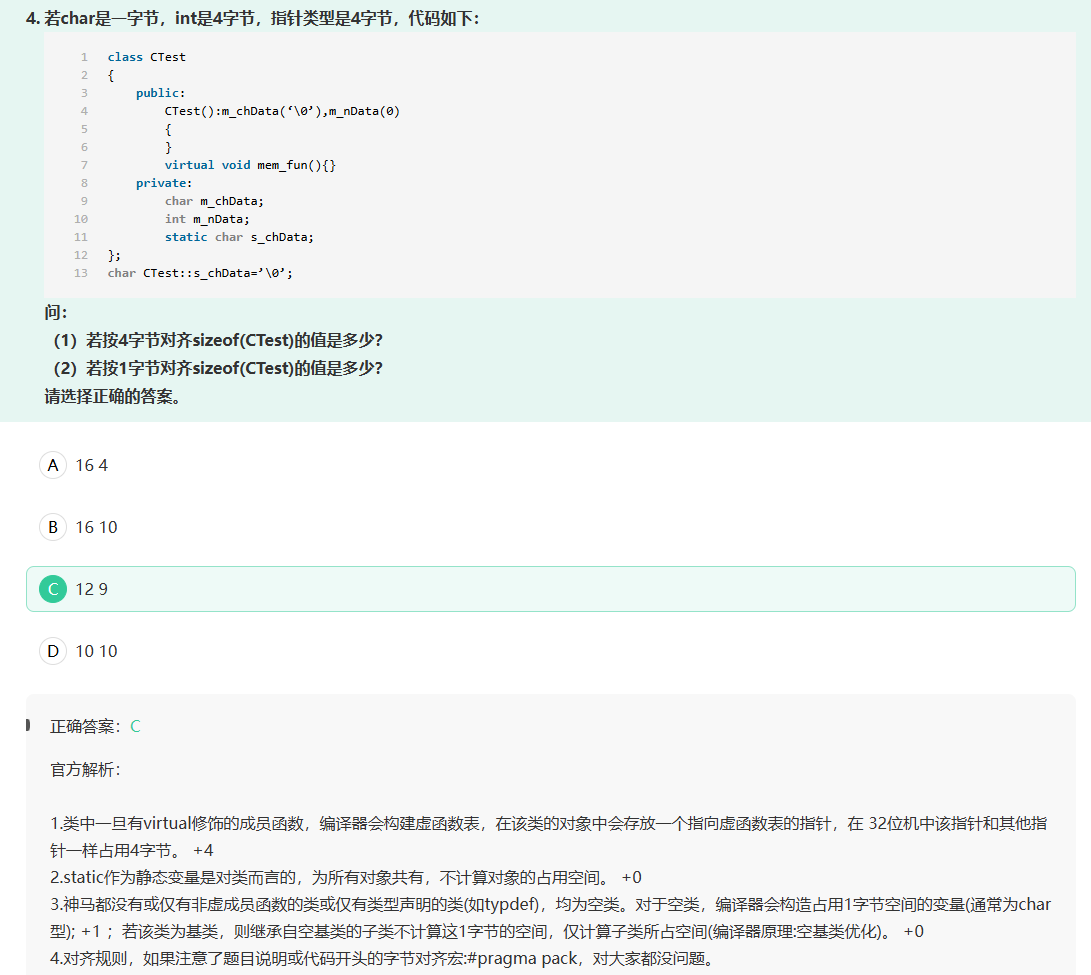 4. 若char是一字节，int是4字节，指针类型是4字节，代码如下：
1 class CTest
2 {
3 public:
4 CTest():m_chData(‘\0’),m_nData(0)
5 {
6 }
7 virtual void mem_fun(){}
8 private:
9 char m_chData;
10 int m_nData;
11 static char s_chData;
12 };
13 char CTest::s_chData=’\0’;
问：
（1）若按4字节对齐sizeof(CTest)的值是多少？
（2）若按1字节对齐sizeof(CTest)的值是多少？
请选择正确的答案。
A 16 4
B 16 10
C 12 9
D 10 10
正确答案：C
官方解析：
1.类中一旦有virtual修饰的成员函数，编译器会构建虚函数表，在该类的对象中会存放一个指向虚函数表的指针，在 32位机中该指针和其他指
针一样占用4字节。 +4
2.static作为静态变量是对类而言的，为所有对象共有，不计算对象的占用空间。 +0
3.神马都没有或仅有非虚成员函数的类或仅有类型声明的类(如typdef)，均为空类。对于空类，编译器会构造占用1字节空间的变量(通常为char
型); +1 ；若该类为基类，则继承自空基类的子类不计算这1字节的空间，仅计算子类所占空间(编译器原理:空基类优化)。 +0
4.对齐规则，如果注意了题目说明或代码开头的字节对齐宏:#pragma pack，对大家都没问题。